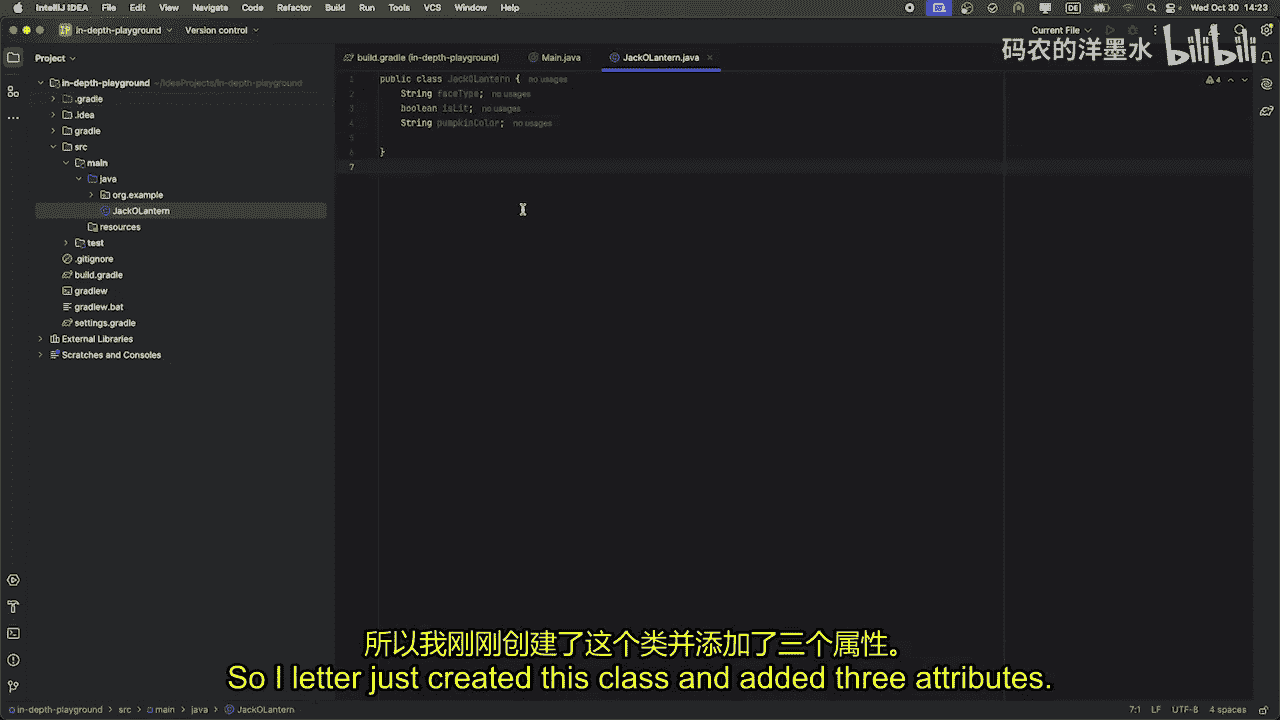 IntelliJ IDEA File Edit View Navigate Code Refactor Build Run Tools VCS Git Window Help Wed Oct 30 14:23
IP in-depth-playground Version control Current File
码农的洋墨水 bilibili
Project
build.gradle (in-depth-playground) Main.java JackOLantern.java
in-depth-playground ~/IdeaProjects/in-depth-playground
.gradle
.idea
gradle
src
main
java
org.example
JackOLantern
resources
test
.gitignore
build.gradle
gradlew
gradlew.bat
settings.gradle
External Libraries
Scratches and Consoles
1 public class JackOLantern { no usages
2 String faceType; no usages
3 boolean isLit; no usages
4 String pumpkinColor; no usages
5
6 }
7
4
所以我刚刚创建了这个类并添加了三个属性。
So I letter just created this class and added three attributes.
in-depth-playground > src > main > java > JackOLantern 7:1 LF UTF-8 4 spaces